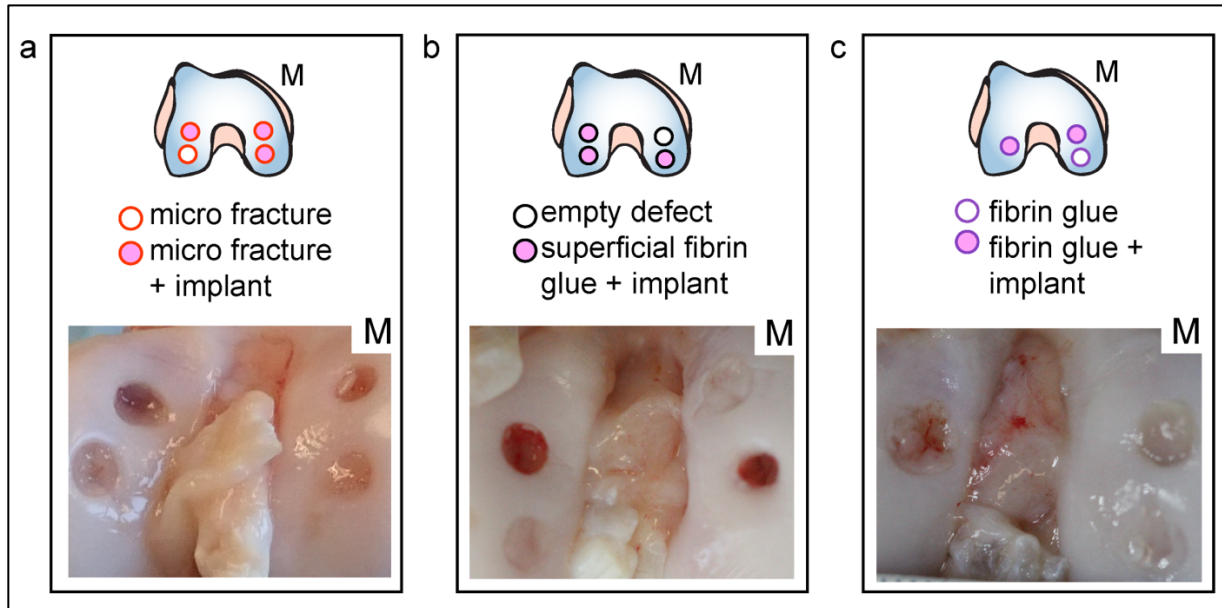 a
M
micro fracture
micro fracture
+ implant
M
b
M
empty defect
superficial fibrin
glue + implant
M
c
M
fibrin glue
fibrin glue +
implant
M